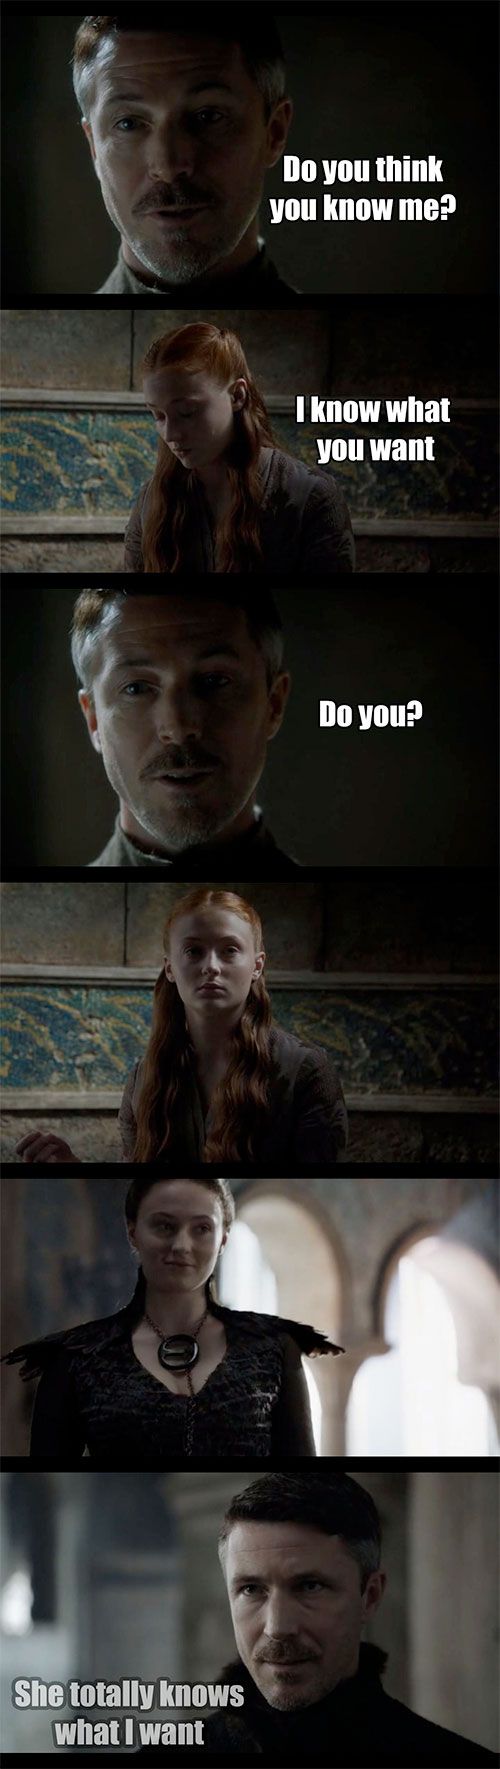 Do you think
you know me?
I know what
you want
Do you?
She totally knows
what I want